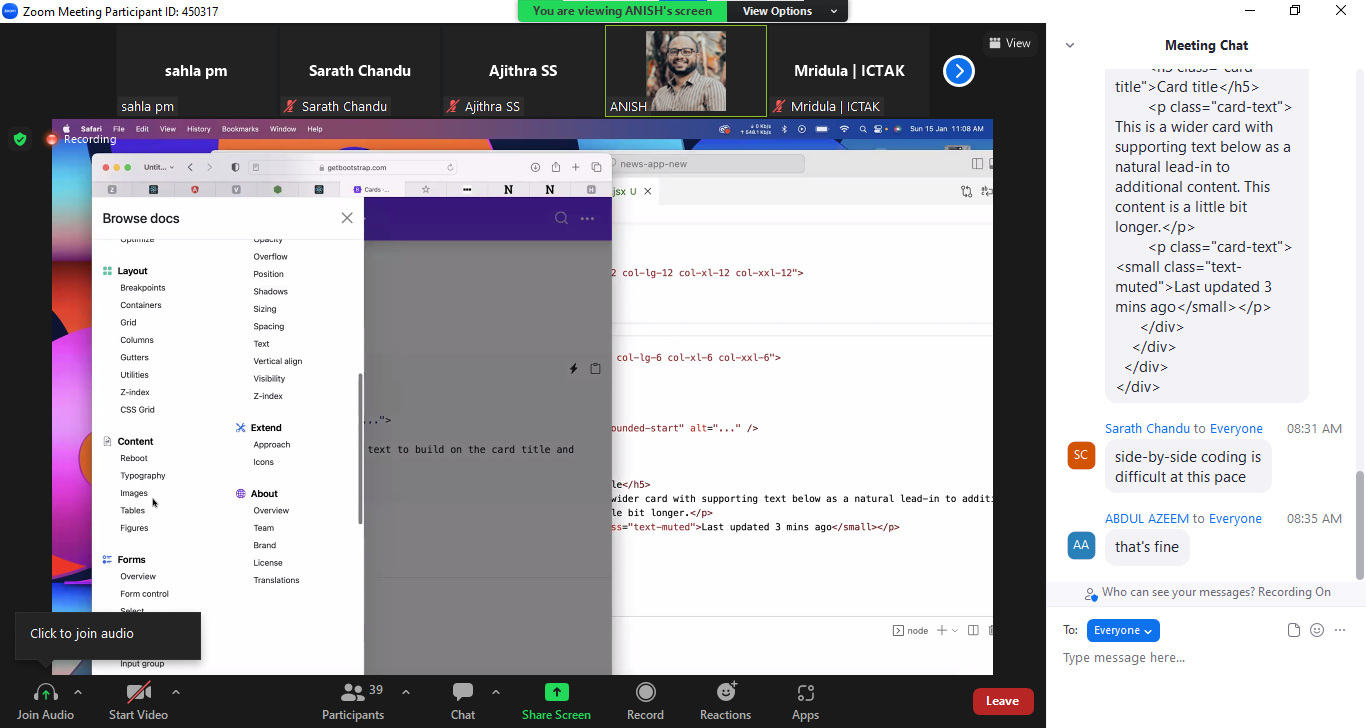 Zoom Meeting Participant ID: 450317
You are viewing ANISH's screen
View Options
sahla pm
Sarath Chandu
Ajithra SS
Mridula | ICTAK
View
sahla pm
Sarath Chandu
Ajithra SS
ANISH
Mridula | ICTAK
Recording
Safari File Edit View History Bookmarks Window Help
Sun 15 Jan 11:08 AM
Untit...
getbootstrap.com
news-app-new
Cards ·
jsx U
Browse docs
Optimize
Layout
Breakpoints
Containers
Grid
Columns
Gutters
Utilities
Z-index
CSS Grid
Content
Reboot
Typography
Images
Tables
Figures
Forms
Overview
Form control
Select
Input group
Opacity
Overflow
Position
Shadows
Sizing
Spacing
Text
Vertical align
Visibility
Z-index
Extend
Approach
Icons
About
Overview
Team
Brand
License
Translations
...">
text to build on the card title and
2 col-lg-12 col-xl-12 col-xxl-12">
col-lg-6 col-xl-6 col-xxl-6">
ounded-start" alt="..." />
le</h5>
wider card with supporting text below as a natural lead-in to addit
le bit longer.</p>
ss="text-muted">Last updated 3 mins ago</small></p>
node
Click to join audio
Join Audio
Start Video
Participants
39
Chat
Share Screen
Record
Reactions
Apps
Leave
Meeting Chat
<h5 class="card-
title">Card title</h5>
<p class="card-text">
This is a wider card with
supporting text below as a
natural lead-in to
additional content. This
content is a little bit
longer.</p>
<p class="card-text">
<small class="text-
muted">Last updated 3
mins ago</small></p>
</div>
</div>
</div>
</div>
Sarath Chandu to Everyone 08:31 AM
SC
side-by-side coding is
difficult at this pace
ABDUL AZEEM to Everyone 08:35 AM
AA
that's fine
Who can see your messages? Recording On
To: Everyone
Type message here...